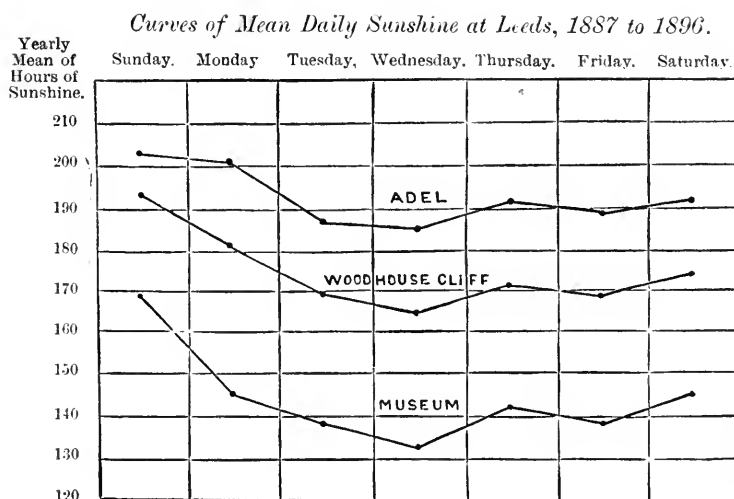 Curves of Mean Daily Sunshine at Leeds, 1887 to 1896.
Yearly
Mean of
Hours of
Sunshine.
Sunday. Monday Tuesday, Wednesday. Thursday. Friday. Saturday.
210
200
190
180
170
160
150
140
130
120
ADEL
WOODHOUSE CLIFF
MUSEUM